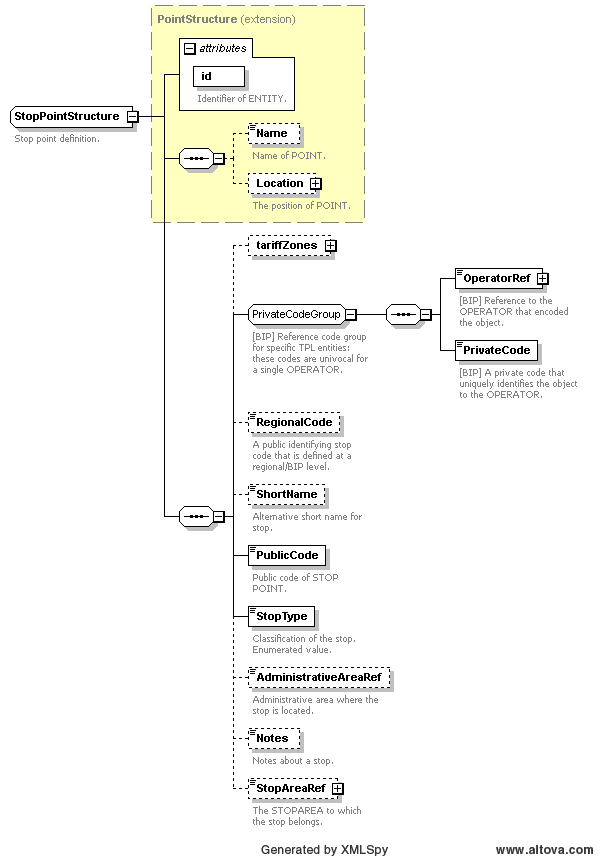 PointStructure (extension)
attributes
id
Identifier of ENTITY.
StopPointStructure
Stop point definition.
Name
Name of POINT.
Location
The position of POINT.
tariffZones
PrivateCodeGroup
[BIP] Reference code group
for specific TPL entities:
these codes are univocal for
a single OPERATOR.
OperatorRef
[BIP] Reference to the
OPERATOR that encoded
the object.
PrivateCode
[BIP] A private code that
uniquely identifies the object
to the OPERATOR.
RegionalCode
A public identifying stop
code that is defined at a
regional/BIP level.
ShortName
Alternative short name for
stop.
PublicCode
Public code of STOP
POINT.
StopType
Classification of the stop.
Enumerated value.
AdministrativeAreaRef
Administrative area where the
stop is located.
Notes
Notes about a stop.
StopAreaRef
The STOPAREA to which
the stop belongs.
Generated by XMLSpy
www.altova.com